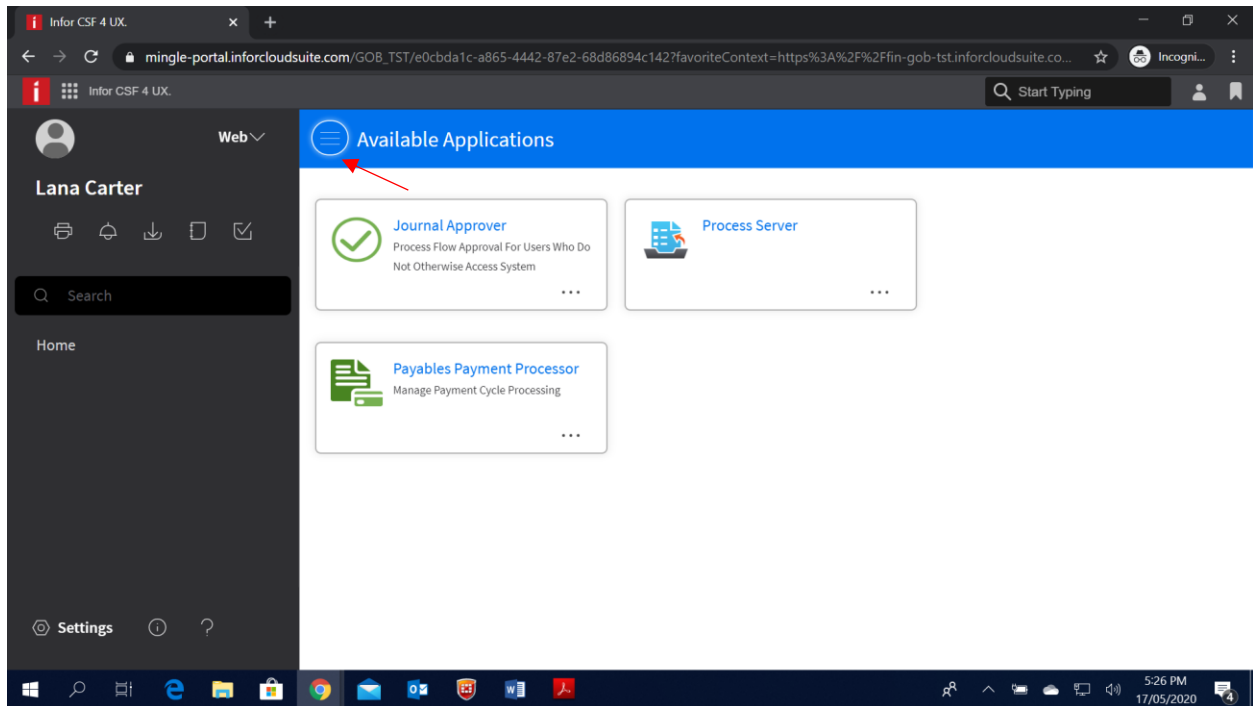 Infor CSF 4 UX.
mingle-portal.inforcloudsuite.com/GOB_TST/e0cbda1c-a865-4442-87e2-68d86894c142?favoriteContext=https%3A%2F%2Ffin-gob-tst.inforcloudsuite.co...
Incogni...
Infor CSF 4 UX.
Start Typing
Web
Available Applications
Lana Carter
Journal Approver
Process Flow Approval For Users Who Do
Not Otherwise Access System
...
Process Server
...
Search
Home
Payables Payment Processor
Manage Payment Cycle Processing
...
Settings
5:26 PM
17/05/2020
4